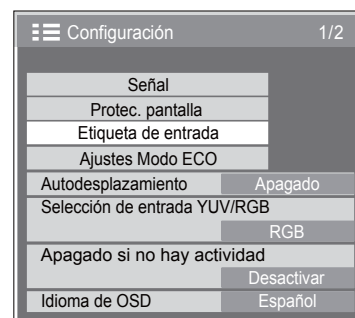 Configuración 1/2
Señal
Protec. pantalla
Etiqueta de entrada
Ajustes Modo ECO
Autodesplazamiento Apagado
Selección de entrada YUV/RGB
RGB
Apagado si no hay actividad
Desactivar
Idioma de OSD Español